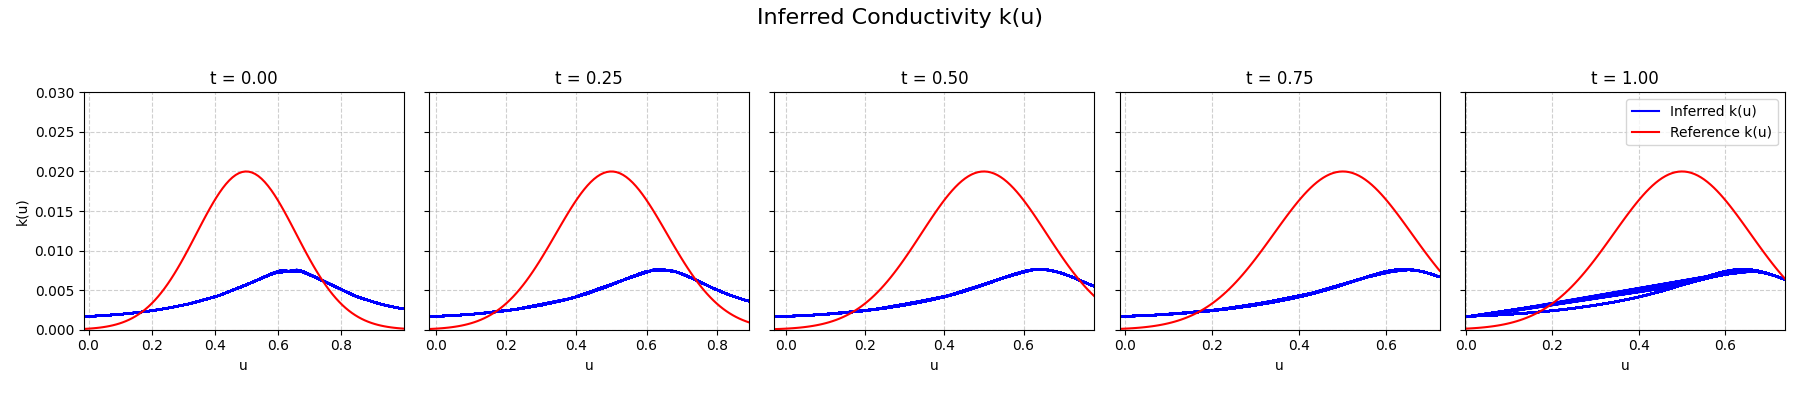 Inferred Conductivity k(u)
t = 0.00
t = 0.25
t = 0.50
t = 0.75
t = 1.00
k(u)
0.030
0.025
0.020
0.015
0.010
0.005
0.000
Inferred k(u)
Reference k(u)
0.0 0.2 0.4 0.6 0.8
0.0 0.2 0.4 0.6 0.8
0.0 0.2 0.4 0.6
0.0 0.2 0.4 0.6
0.0 0.2 0.4 0.6
u
u
u
u
u